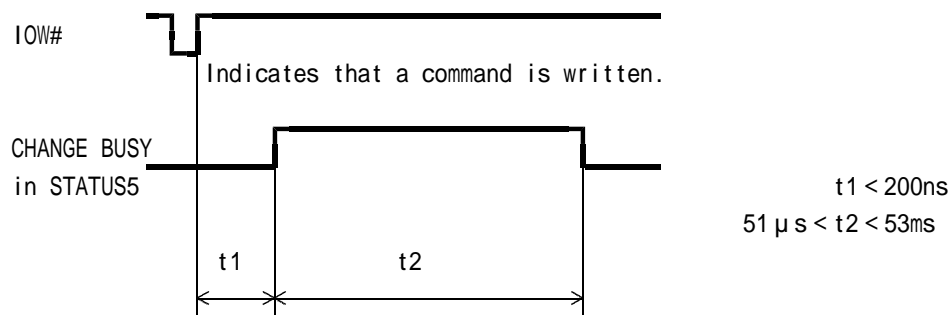 IOW#
Indicates that a command is written.
CHANGE BUSY
in STATUS5
t1 < 200ns
51 μs < t2 < 53ms
t1 t2